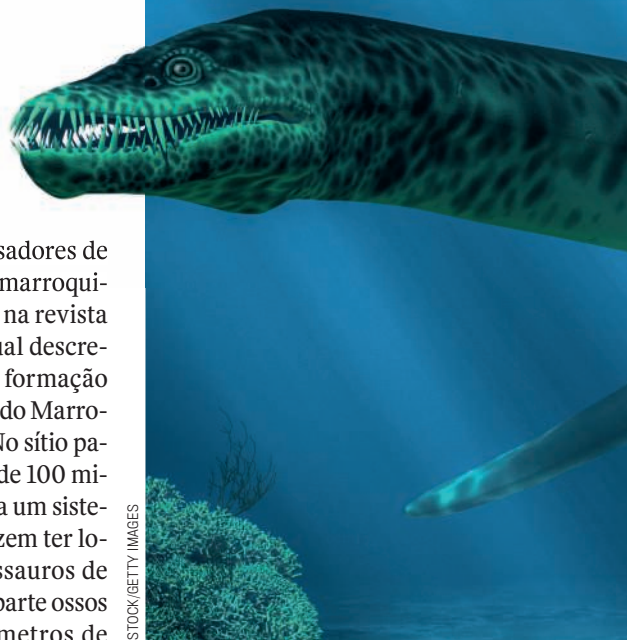 sadores de
marroqui-
na revista
ual descre-
formação
do Marro-
No sítio pa-
de 100 mi-
a um siste-
zem ter lo-
ssauros de
parte ossos
metros de
STOCK/GETTY IMAGES